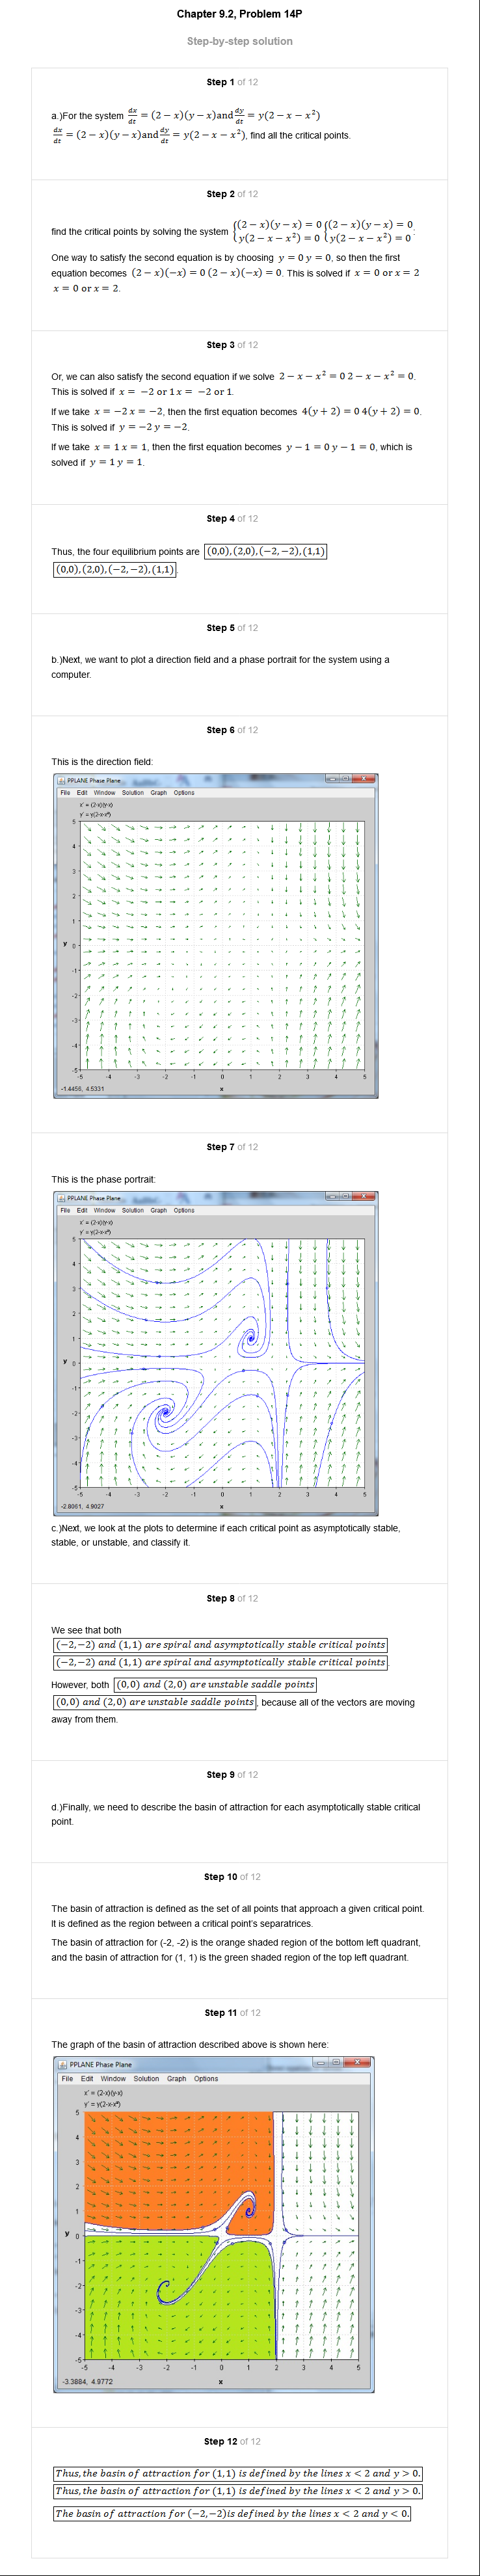 Chapter 9.2, Problem 14P
Step-by-step solution
Step 1 of 12
a.)For the system dx/dt = (2 − x)(y − x)and dy/dt = y(2 − x − x²)
dx/dt = (2 − x)(y − x)and dy/dt = y(2 − x − x²), find all the critical points.
Step 2 of 12
find the critical points by solving the system {(2 − x)(y − x) = 0 {(2 − x)(y − x) = 0
y(2 − x − x²) = 0 y(2 − x − x²) = 0.
One way to satisfy the second equation is by choosing y = 0 y = 0, so then the first
equation becomes (2 − x)(−x) = 0 (2 − x)(−x) = 0. This is solved if x = 0 or x = 2
x = 0 or x = 2.
Step 3 of 12
Or, we can also satisfy the second equation if we solve 2 − x − x² = 0 2 − x − x² = 0.
This is solved if x = −2 or 1 x = −2 or 1.
If we take x = −2 x = −2, then the first equation becomes 4(y + 2) = 0 4(y + 2) = 0.
This is solved if y = −2 y = −2.
If we take x = 1 x = 1, then the first equation becomes y − 1 = 0 y − 1 = 0, which is
solved if y = 1 y = 1.
Step 4 of 12
Thus, the four equilibrium points are (0,0),(2,0),(−2,−2),(1,1)
(0,0),(2,0),(−2,−2),(1,1).
Step 5 of 12
b.)Next, we want to plot a direction field and a phase portrait for the system using a
computer.
Step 6 of 12
This is the direction field:
PPLANE Phase Plane
File Edit Window Solution Graph Options
x' = (2-x)(y-x)
y' = y(2-x-x²)
5
4
3
2
1
y 0
-1
-2
-3
-4
-5
-5 -4 -3 -2 -1 0 1 2 3 4 5
-1.4456, 4.5331 x
Step 7 of 12
This is the phase portrait:
PPLANE Phase Plane
File Edit Window Solution Graph Options
x' = (2-x)(y-x)
y' = y(2-x-x²)
5
4
3
2
1
y 0
-1
-2
-3
-4
-5
-5 -4 -3 -2 -1 0 1 2 3 4 5
-2.8061, 4.9027 x
c.)Next, we look at the plots to determine if each critical point as asymptotically stable,
stable, or unstable, and classify it.
Step 8 of 12
We see that both
(−2,−2) and (1,1) are spiral and asymptotically stable critical points
(−2,−2) and (1,1) are spiral and asymptotically stable critical points.
However, both (0,0) and (2,0) are unstable saddle points
(0,0) and (2,0) are unstable saddle points, because all of the vectors are moving
away from them.
Step 9 of 12
d.)Finally, we need to describe the basin of attraction for each asymptotically stable critical
point.
Step 10 of 12
The basin of attraction is defined as the set of all points that approach a given critical point.
It is defined as the region between a critical point's separatrices.
The basin of attraction for (-2, -2) is the orange shaded region of the bottom left quadrant,
and the basin of attraction for (1, 1) is the green shaded region of the top left quadrant.
Step 11 of 12
The graph of the basin of attraction described above is shown here:
PPLANE Phase Plane
File Edit Window Solution Graph Options
x' = (2-x)(y-x)
y' = y(2-x-x²)
5
4
3
2
1
y 0
-1
-2
-3
-4
-5
-5 -4 -3 -2 -1 0 1 2 3 4 5
-3.3884, 4.9772 x
Step 12 of 12
Thus, the basin of attraction for (1,1) is defined by the lines x < 2 and y > 0.
Thus, the basin of attraction for (1,1) is defined by the lines x < 2 and y > 0.
The basin of attraction for (−2,−2)is defined by the lines x < 2 and y < 0.